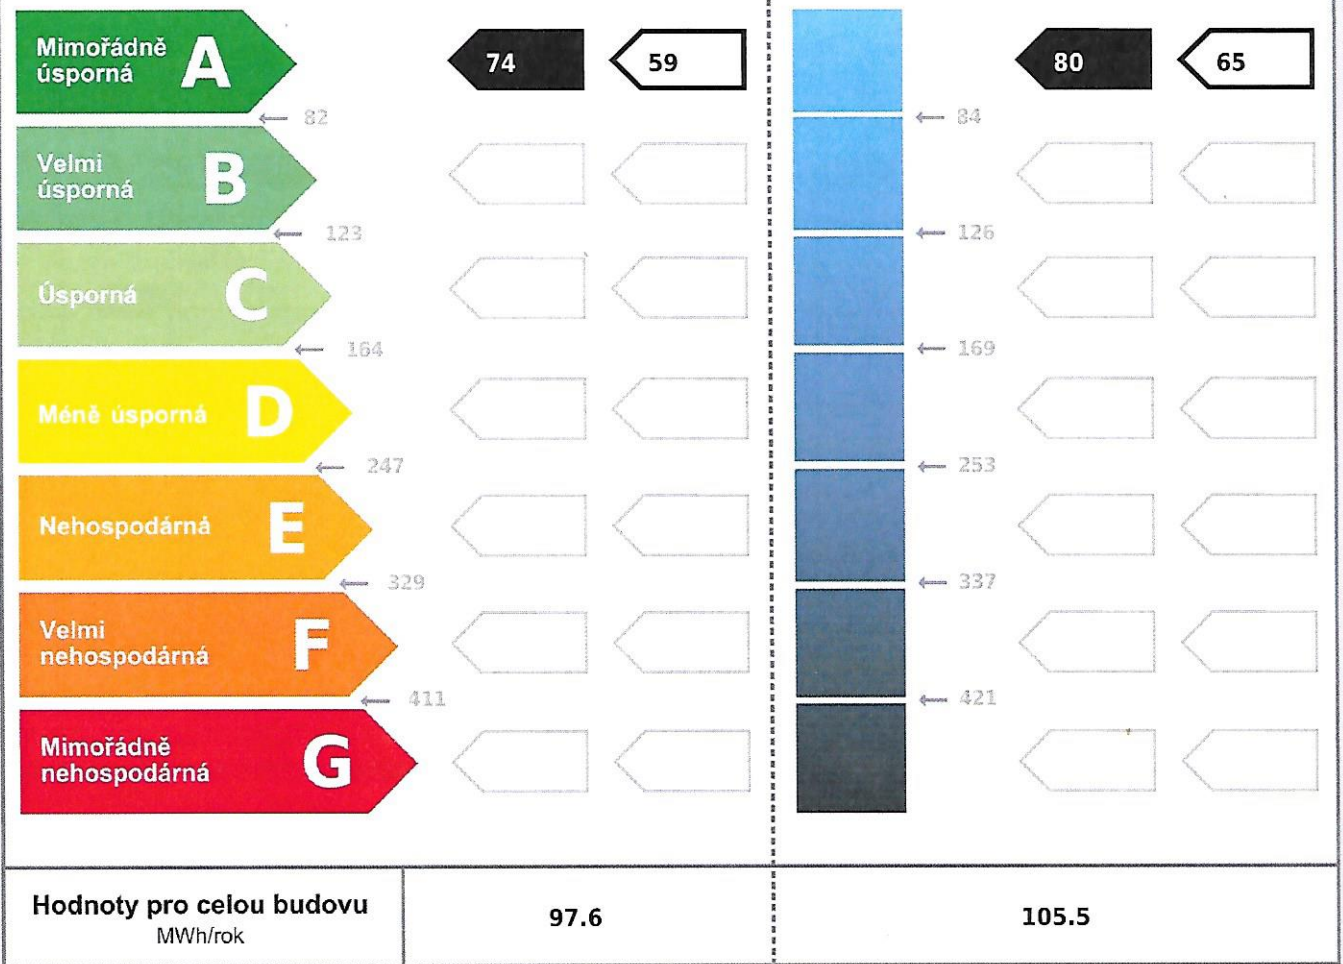 Mimořádně
úsporná
A
74
59
80
65
← 82
← 84
Velmi
úsporná
B
← 123
← 126
Úsporná
C
← 164
← 169
Méně úsporná
D
← 247
← 253
Nehospodárná
E
← 329
← 337
Velmi
nehospodárná
F
← 411
← 421
Mimořádně
nehospodárná
G
Hodnoty pro celou budovu
MWh/rok
97.6
105.5